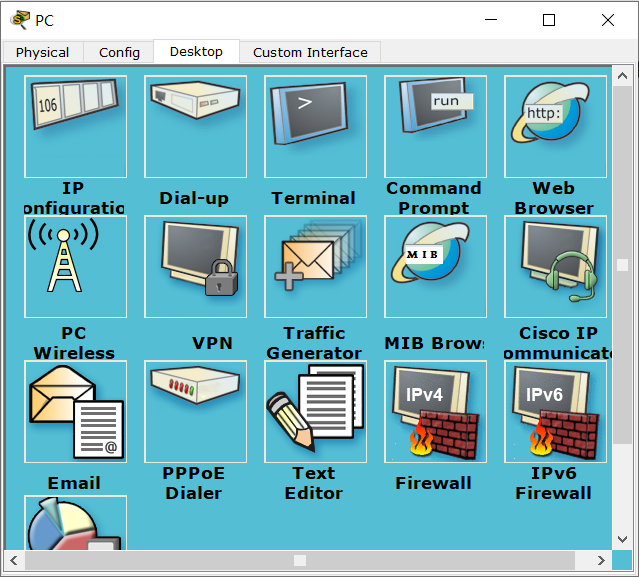 PC
Physical Config Desktop Custom Interface
106
>
run
http:
IP
onfiguratio
Dial-up
Terminal
Command
Prompt
Web
Browser
MIB
PC
Wireless
VPN
Traffic
Generator
MIB Brow
Cisco IP
ommunicat
@
IPv4
IPv6
Email
PPPoE
Dialer
Text
Editor
Firewall
IPv6
Firewall